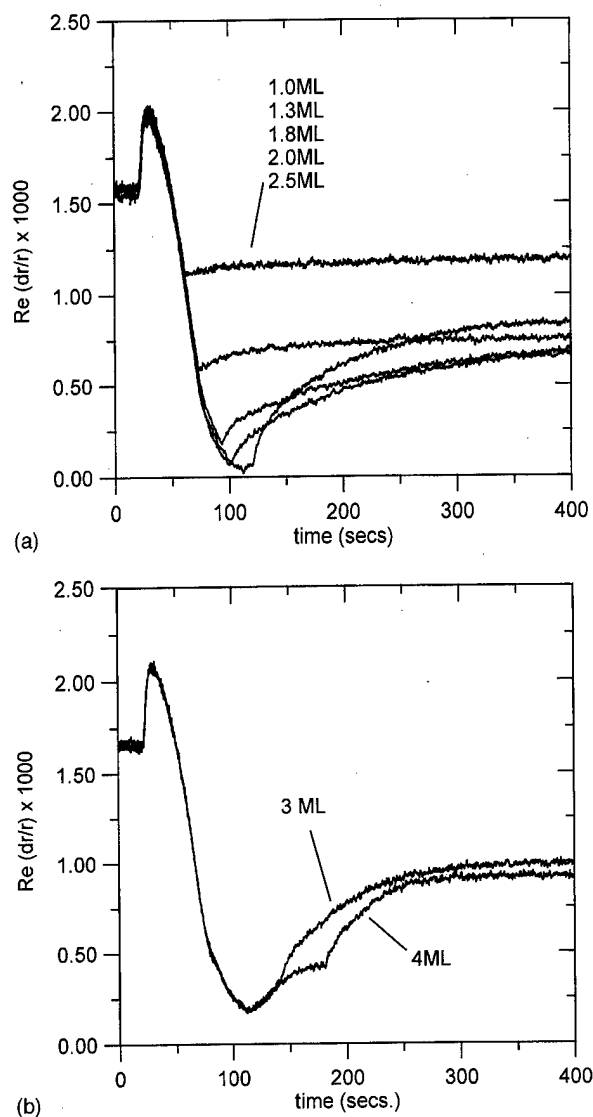 2.50
2.00
1.50
1.00
0.50
0.00
Re (dr/r) x 1000
1.0ML
1.3ML
1.8ML
2.0ML
2.5ML
0 100 200 300 400
time (secs)
(a)
2.50
2.00
1.50
1.00
0.50
0.00
Re (dr/r) x 1000
3 ML
4ML
0 100 200 300 400
time (secs.)
(b)